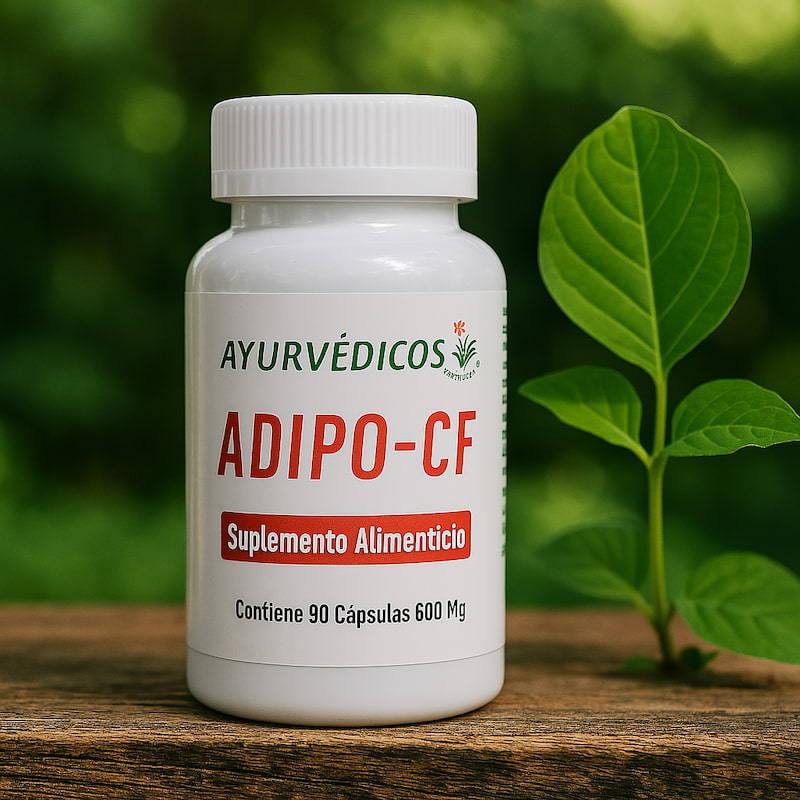 AYURVÉDICOS
ADIPO-CF
Suplemento Alimenticio
Contiene 90 Cápsulas 600 Mg